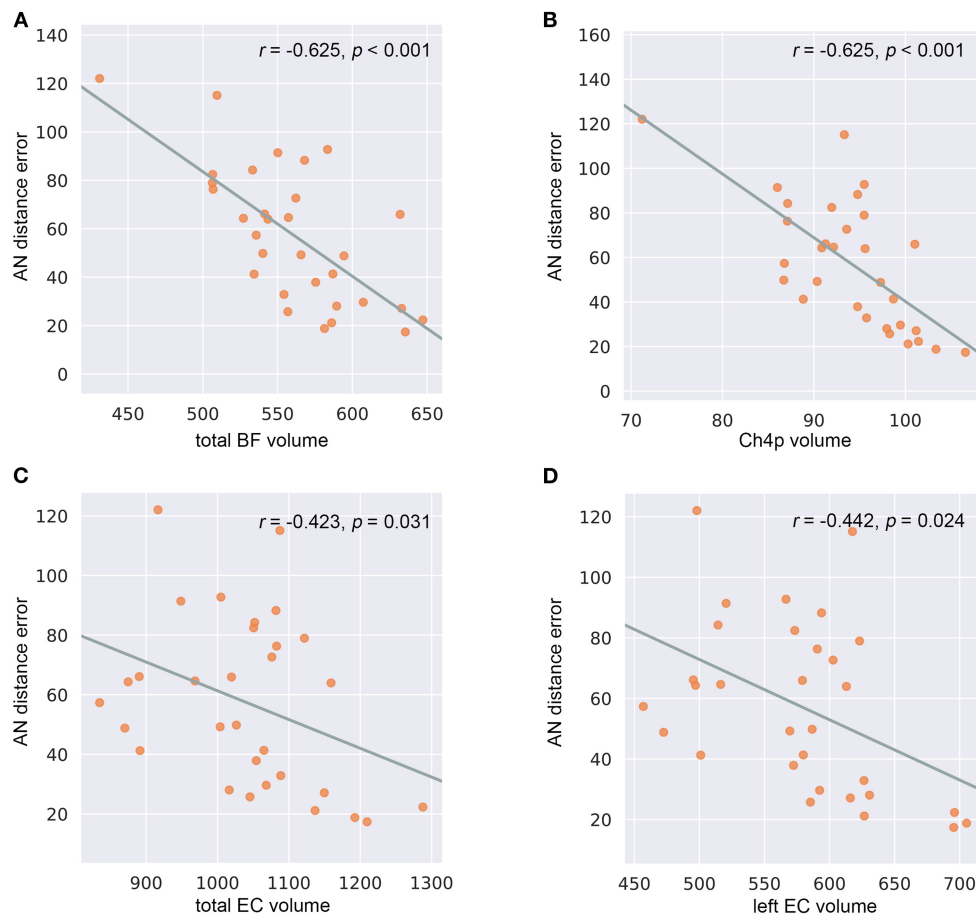 A
B
r = -0.625, p < 0.001
140
120
100
80
60
40
20
0
AN distance error
450 500 550 600 650
total BF volume
r = -0.625, p < 0.001
160
140
120
100
80
60
40
20
0
AN distance error
70 80 90 100
Ch4p volume
C
D
r = -0.423, p = 0.031
120
100
80
60
40
20
AN distance error
900 1000 1100 1200 1300
total EC volume
r = -0.442, p = 0.024
120
100
80
60
40
20
AN distance error
450 500 550 600 650 700
left EC volume